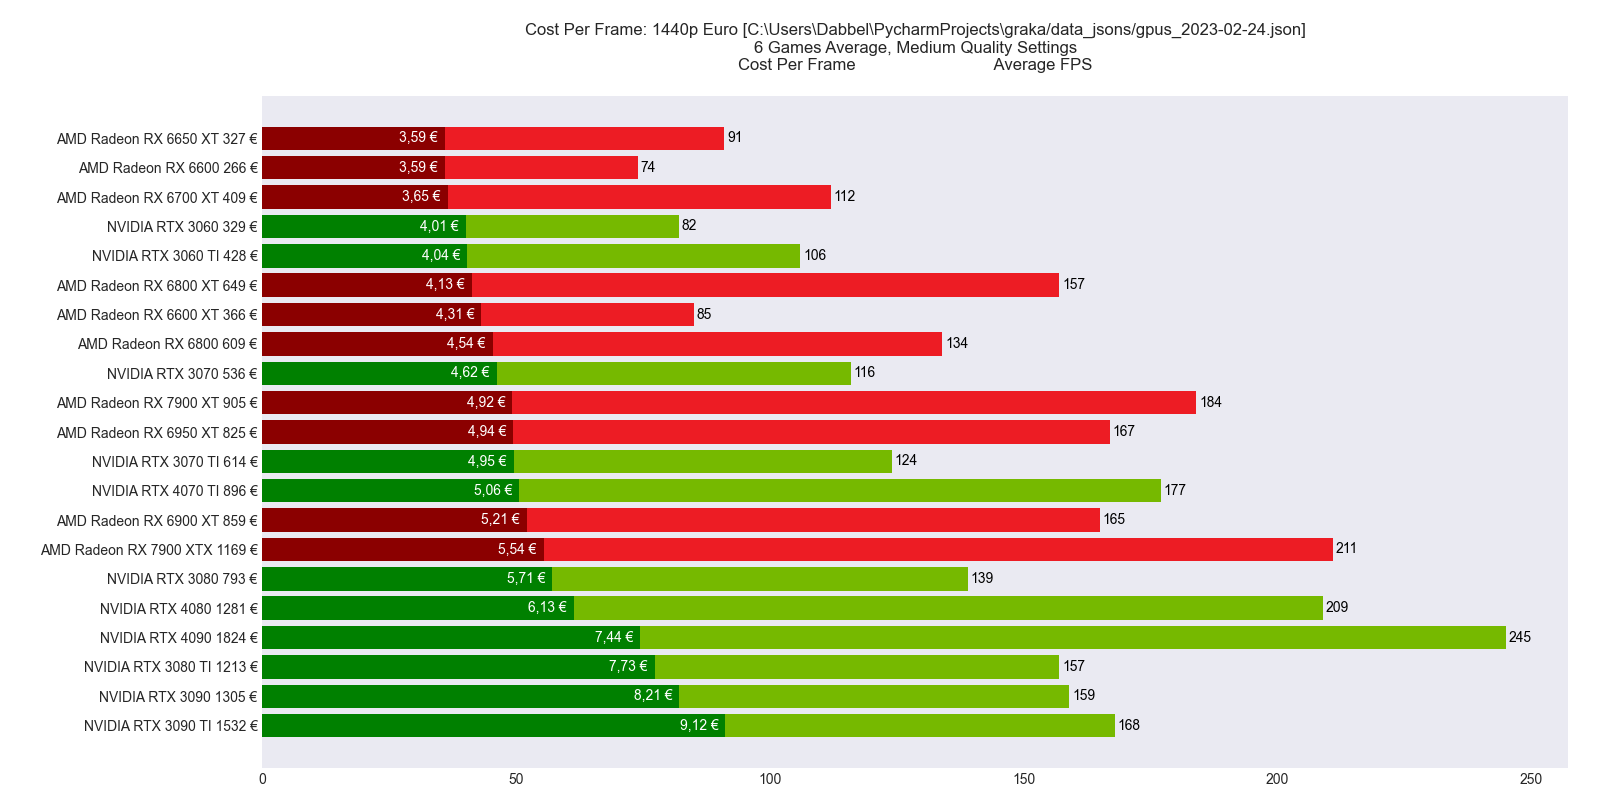 Cost Per Frame: 1440p Euro [C:\Users\Dabbel\PycharmProjects\graka/data_jsons/gpus_2023-02-24.json]
6 Games Average, Medium Quality Settings
Cost Per Frame Average FPS
AMD Radeon RX 6650 XT 327 € 3,59 € 91
AMD Radeon RX 6600 266 € 3,59 € 74
AMD Radeon RX 6700 XT 409 € 3,65 € 112
NVIDIA RTX 3060 329 € 4,01 € 82
NVIDIA RTX 3060 TI 428 € 4,04 € 106
AMD Radeon RX 6800 XT 649 € 4,13 € 157
AMD Radeon RX 6600 XT 366 € 4,31 € 85
AMD Radeon RX 6800 609 € 4,54 € 134
NVIDIA RTX 3070 536 € 4,62 € 116
AMD Radeon RX 7900 XT 905 € 4,92 € 184
AMD Radeon RX 6950 XT 825 € 4,94 € 167
NVIDIA RTX 3070 TI 614 € 4,95 € 124
NVIDIA RTX 4070 TI 896 € 5,06 € 177
AMD Radeon RX 6900 XT 859 € 5,21 € 165
AMD Radeon RX 7900 XTX 1169 € 5,54 € 211
NVIDIA RTX 3080 793 € 5,71 € 139
NVIDIA RTX 4080 1281 € 6,13 € 209
NVIDIA RTX 4090 1824 € 7,44 € 245
NVIDIA RTX 3080 TI 1213 € 7,73 € 157
NVIDIA RTX 3090 1305 € 8,21 € 159
NVIDIA RTX 3090 TI 1532 € 9,12 € 168
0 50 100 150 200 250